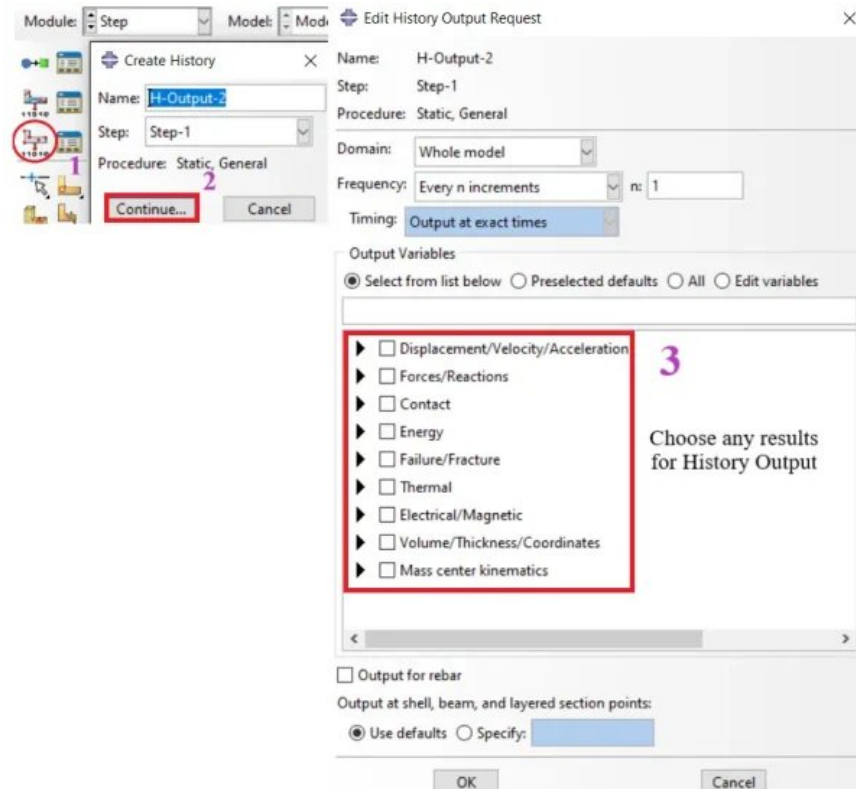 Module: Step Model: Mode
Create History
Name: H-Output-2
Step: Step-1
Procedure: Static, General
Continue... Cancel
1
2
Edit History Output Request
Name: H-Output-2
Step: Step-1
Procedure: Static, General
Domain: Whole model
Frequency: Every n increments n: 1
Timing: Output at exact times
Output Variables
Select from list below Preselected defaults All Edit variables
Displacement/Velocity/Acceleration
Forces/Reactions
Contact
Energy
Failure/Fracture
Thermal
Electrical/Magnetic
Volume/Thickness/Coordinates
Mass center kinematics
3
Choose any results
for History Output
Output for rebar
Output at shell, beam, and layered section points:
Use defaults Specify:
OK Cancel